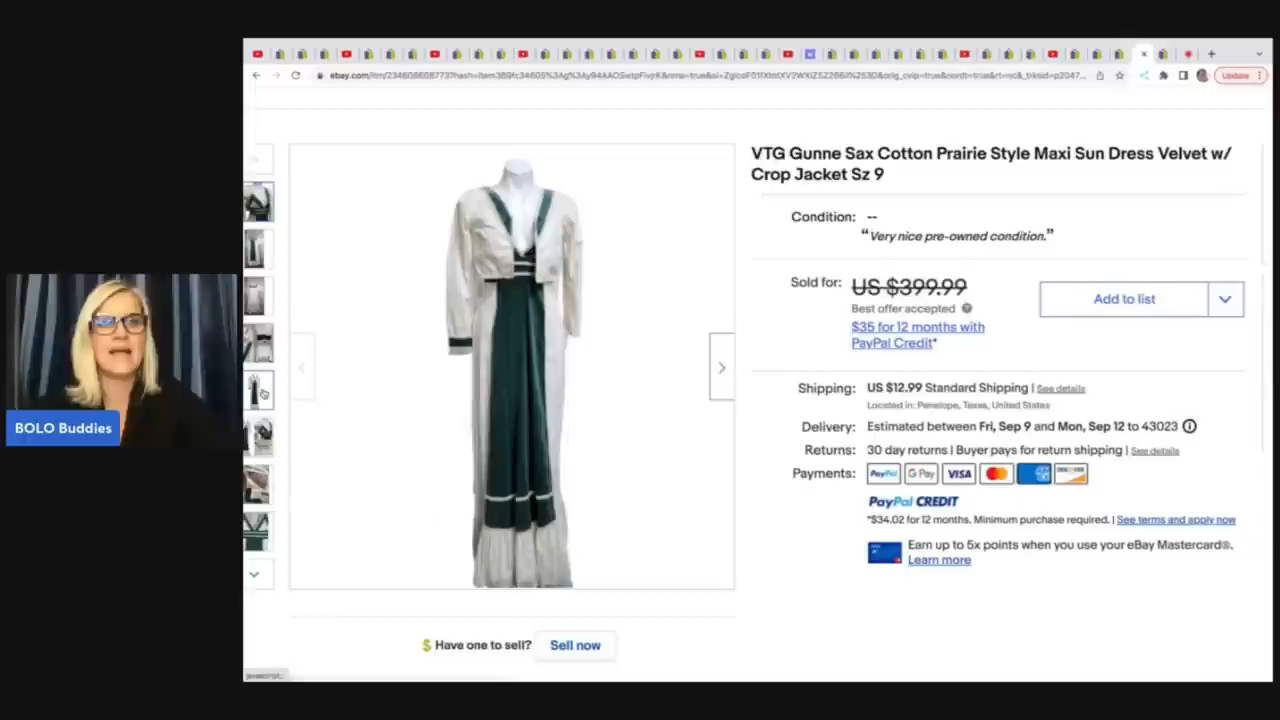 VTG Gunne Sax Cotton Prairie Style Maxi Sun Dress Velvet w/
Crop Jacket Sz 9
Condition: --
“Very nice pre-owned condition.”
Sold for: US $399.99
Best offer accepted
$35 for 12 months with
PayPal Credit*
Add to list
Shipping: US $12.99 Standard Shipping | See details
Located in: Penelope, Texas, United States
Delivery: Estimated between Fri, Sep 9 and Mon, Sep 12 to 43023
Returns: 30 day returns | Buyer pays for return shipping | See details
Payments: PayPal G Pay VISA DISCOVER
PayPal CREDIT
*$34.02 for 12 months. Minimum purchase required. | See terms and apply now
Earn up to 5x points when you use your eBay Mastercard®.
Learn more
$ Have one to sell? Sell now
BOLO Buddies
Update